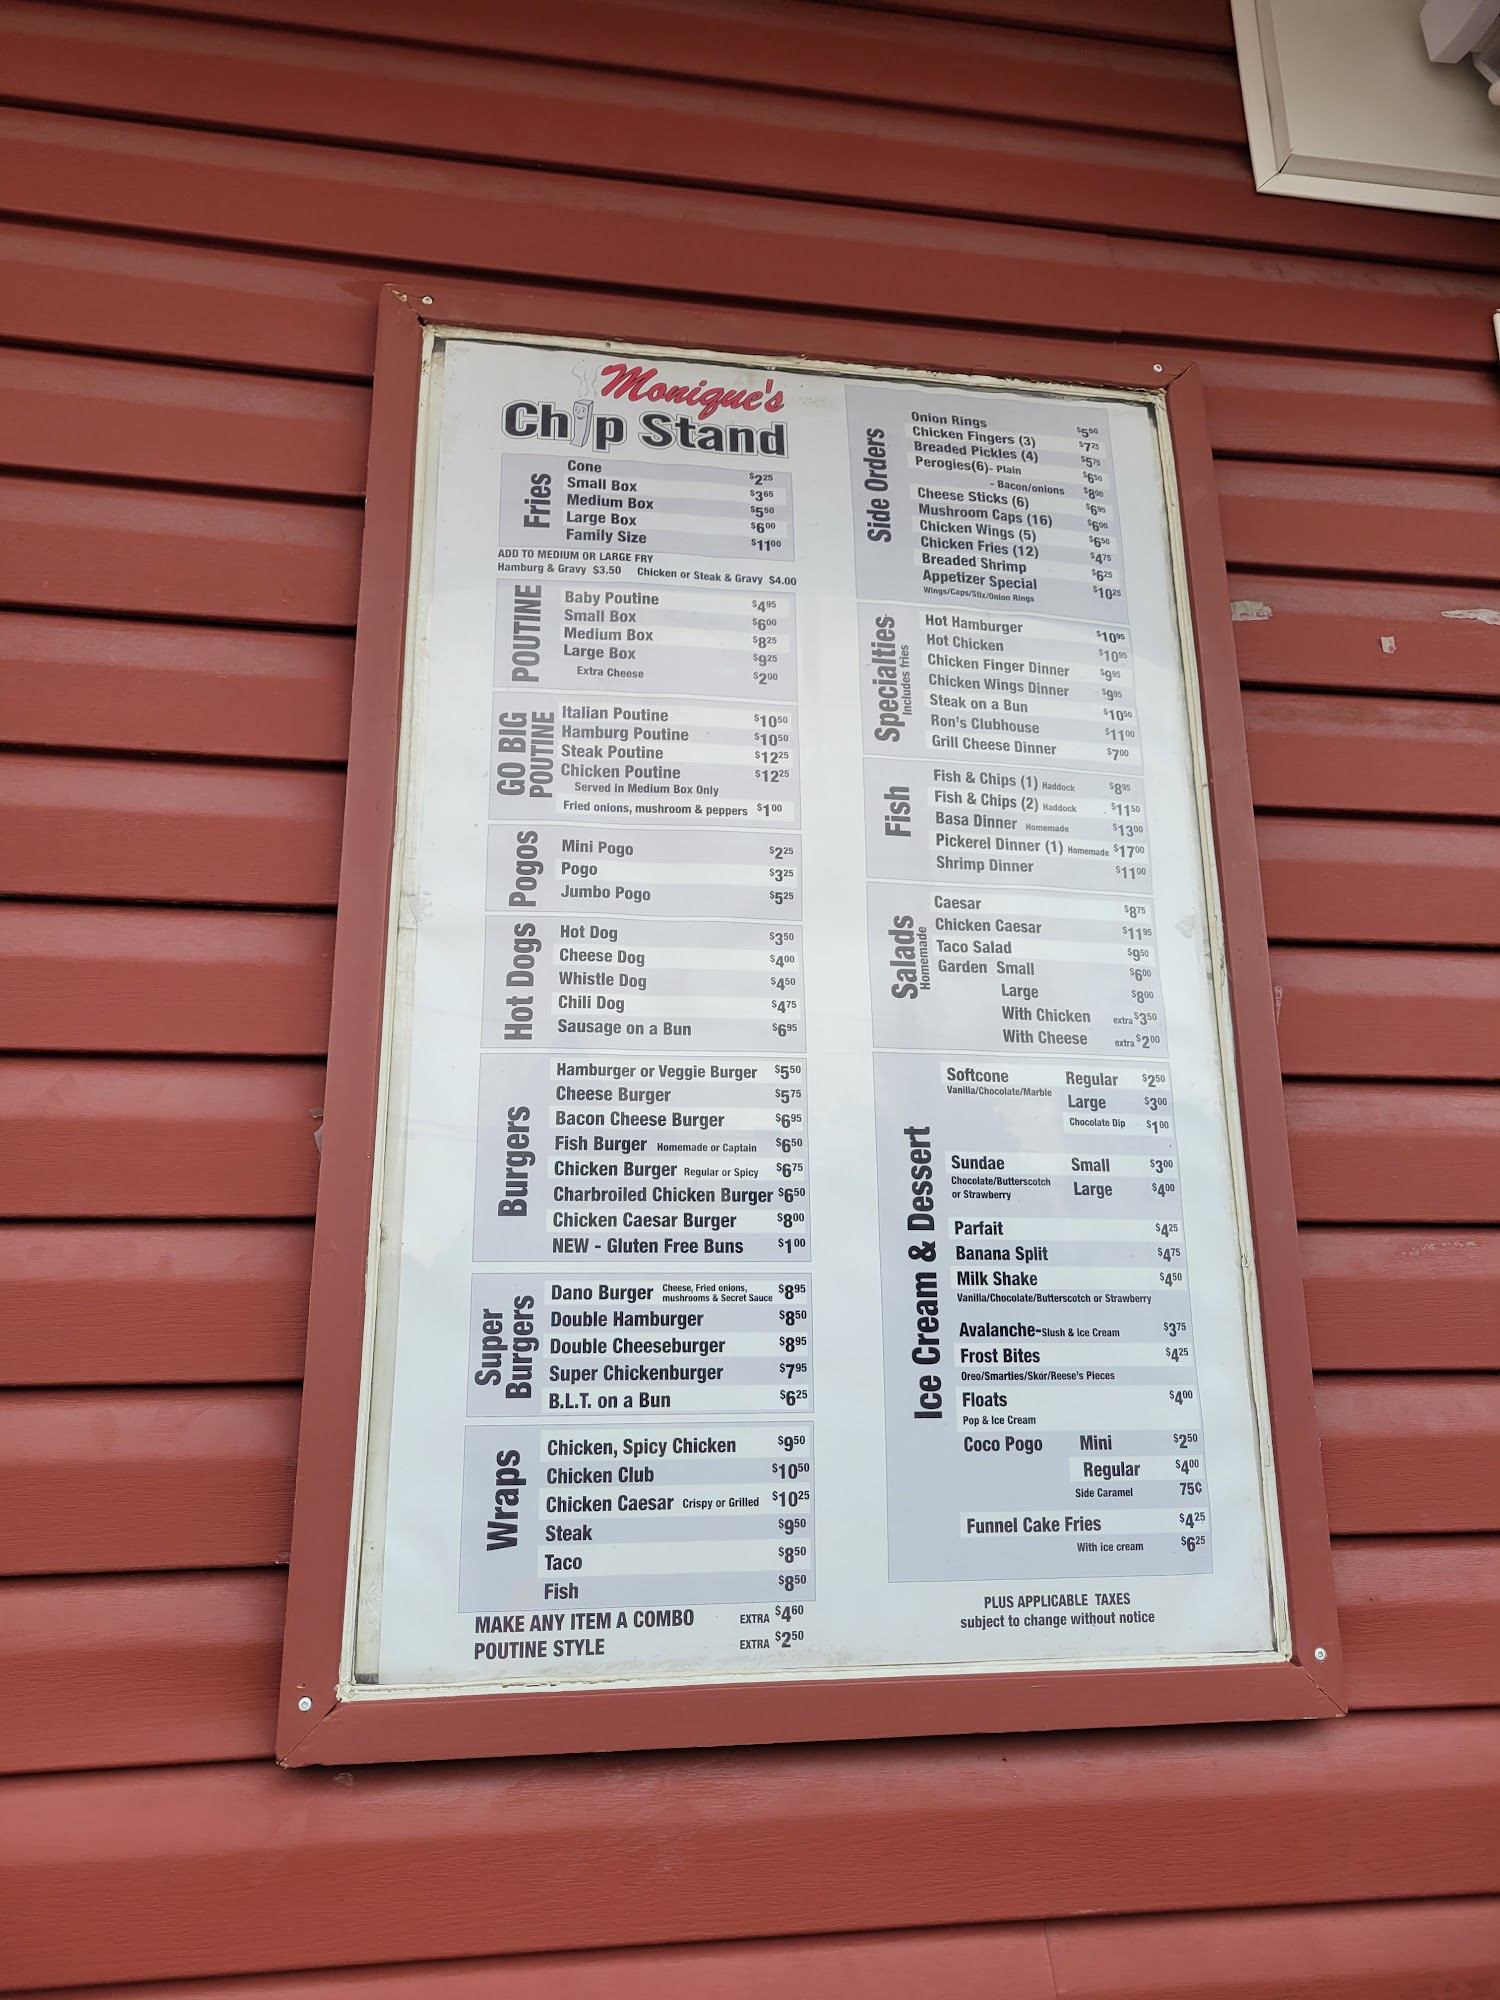 Monique's
Chip Stand
Fries
Cone $2.25
Small Box $3.65
Medium Box $5.50
Large Box $6.00
Family Size $11.00
ADD TO MEDIUM OR LARGE FRY
Hamburg & Gravy $3.50 Chicken or Steak & Gravy $4.00
POUTINE
Baby Poutine $4.95
Small Box $6.00
Medium Box $8.25
Large Box $9.25
Extra Cheese $2.00
GO BIG
POUTINE
Italian Poutine $10.50
Hamburg Poutine $10.50
Steak Poutine $12.25
Chicken Poutine $12.25
Served in Medium Box Only
Fried onions, mushroom & peppers $1.00
Pogos
Mini Pogo $2.25
Pogo $3.25
Jumbo Pogo $5.25
Hot Dogs
Hot Dog $3.50
Cheese Dog $4.00
Whistle Dog $4.50
Chili Dog $4.75
Sausage on a Bun $6.95
Burgers
Hamburger or Veggie Burger $5.50
Cheese Burger $5.75
Bacon Cheese Burger $6.95
Fish Burger Homemade or Captain $6.50
Chicken Burger Regular or Spicy $6.75
Charbroiled Chicken Burger $6.50
Chicken Caesar Burger $8.00
NEW - Gluten Free Buns $1.00
Super
Burgers
Dano Burger Cheese, Fried onions, $8.95
mushrooms & Secret Sauce
Double Hamburger $8.50
Double Cheeseburger $8.95
Super Chickenburger $7.95
B.L.T. on a Bun $6.25
Wraps
Chicken, Spicy Chicken $9.50
Chicken Club $10.50
Chicken Caesar Crispy or Grilled $10.25
Steak $9.50
Taco $8.50
Fish $8.50
MAKE ANY ITEM A COMBO EXTRA $4.60
POUTINE STYLE EXTRA $2.50
Side Orders
Onion Rings $5.50
Chicken Fingers (3) $7.25
Breaded Pickles (4) $5.75
Perogies(6)- Plain $6.50
- Bacon/onions $8.00
Cheese Sticks (6) $6.95
Mushroom Caps (16) $6.00
Chicken Wings (5) $6.50
Chicken Fries (12) $4.75
Breaded Shrimp $6.25
Appetizer Special $10.25
Wings/Caps/Stix/Onion Rings
Specialties
Includes fries
Hot Hamburger $10.95
Hot Chicken $10.95
Chicken Finger Dinner $9.95
Chicken Wings Dinner $9.95
Steak on a Bun $10.50
Ron's Clubhouse $11.00
Grill Cheese Dinner $7.00
Fish
Fish & Chips (1) Haddock $8.95
Fish & Chips (2) Haddock $11.50
Basa Dinner Homemade $13.00
Pickerel Dinner (1) Homemade $17.00
Shrimp Dinner $11.00
Salads
Homemade
Caesar $8.75
Chicken Caesar $11.95
Taco Salad $9.50
Garden Small $6.00
Large $8.00
With Chicken extra $3.50
With Cheese extra $2.00
Ice Cream & Dessert
Softcone Regular $2.50
Vanilla/Chocolate/Marble
Large $3.00
Chocolate Dip $1.00
Sundae Small $3.00
Chocolate/Butterscotch
or Strawberry
Large $4.00
Parfait $4.25
Banana Split $4.75
Milk Shake $4.50
Vanilla/Chocolate/Butterscotch or Strawberry
Avalanche-Slush & Ice Cream $3.75
Frost Bites $4.25
Oreo/Smarties/Skor/Reese's Pieces
Floats $4.00
Pop & Ice Cream
Coco Pogo Mini $2.50
Regular $4.00
Side Caramel 75¢
Funnel Cake Fries $4.25
With ice cream $6.25
PLUS APPLICABLE TAXES
subject to change without notice